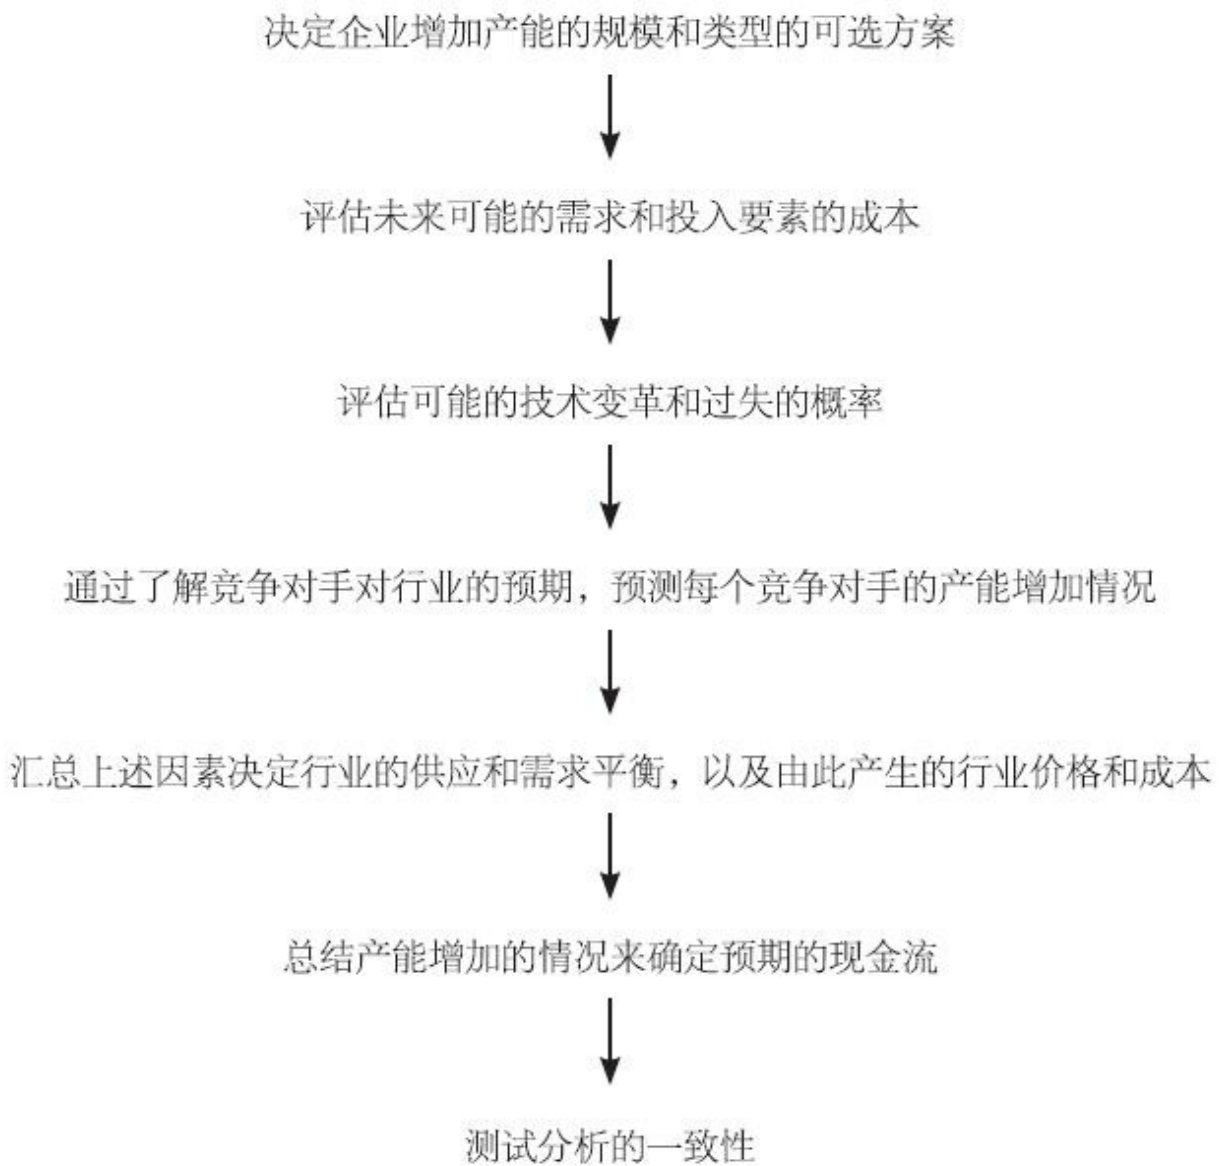 决定企业增加产能的规模和类型的可选方案
评估未来可能的需求和投入要素的成本
评估可能的技术变革和过失的概率
通过了解竞争对手对行业的预期，预测每个竞争对手的产能增加情况
汇总上述因素决定行业的供应和需求平衡，以及由此产生的行业价格和成本
总结产能增加的情况来确定预期的现金流
测试分析的一致性